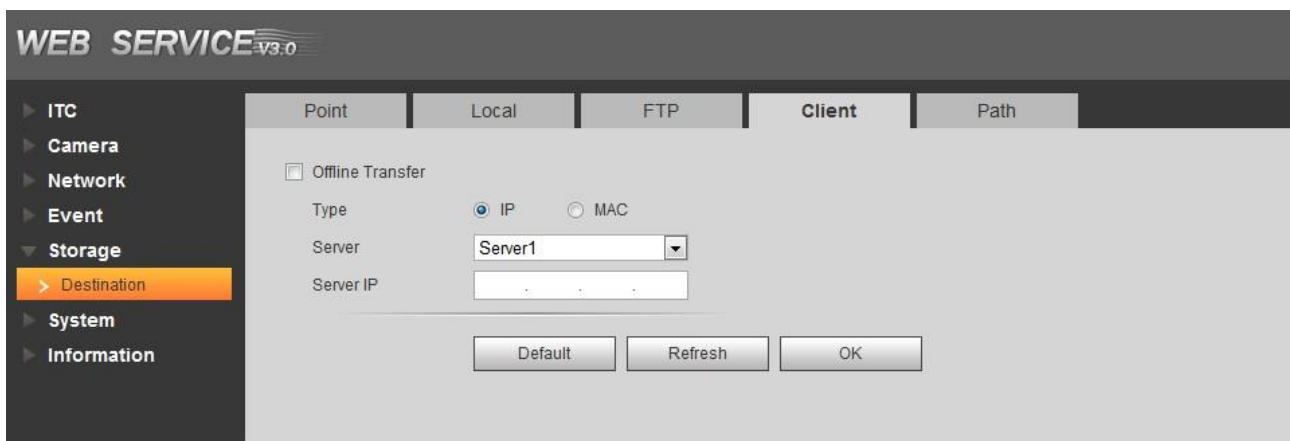 WEB SERVICE V3.0
ITC
Camera
Network
Event
Storage
Destination
System
Information
Point Local FTP Client Path
Offline Transfer
Type IP MAC
Server Server1
Server IP . . .
Default Refresh OK